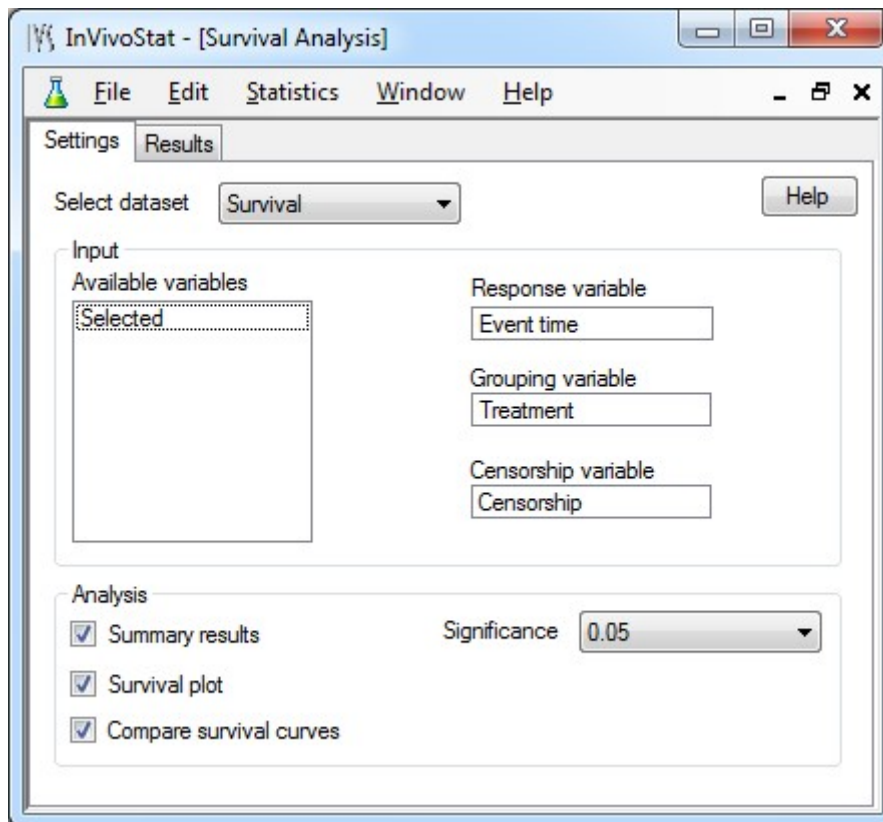 InVivoStat - [Survival Analysis]
File Edit Statistics Window Help
Settings Results
Select dataset Survival Help
Input
Available variables
Selected
Response variable
Event time
Grouping variable
Treatment
Censorship variable
Censorship
Analysis
Summary results Significance 0.05
Survival plot
Compare survival curves